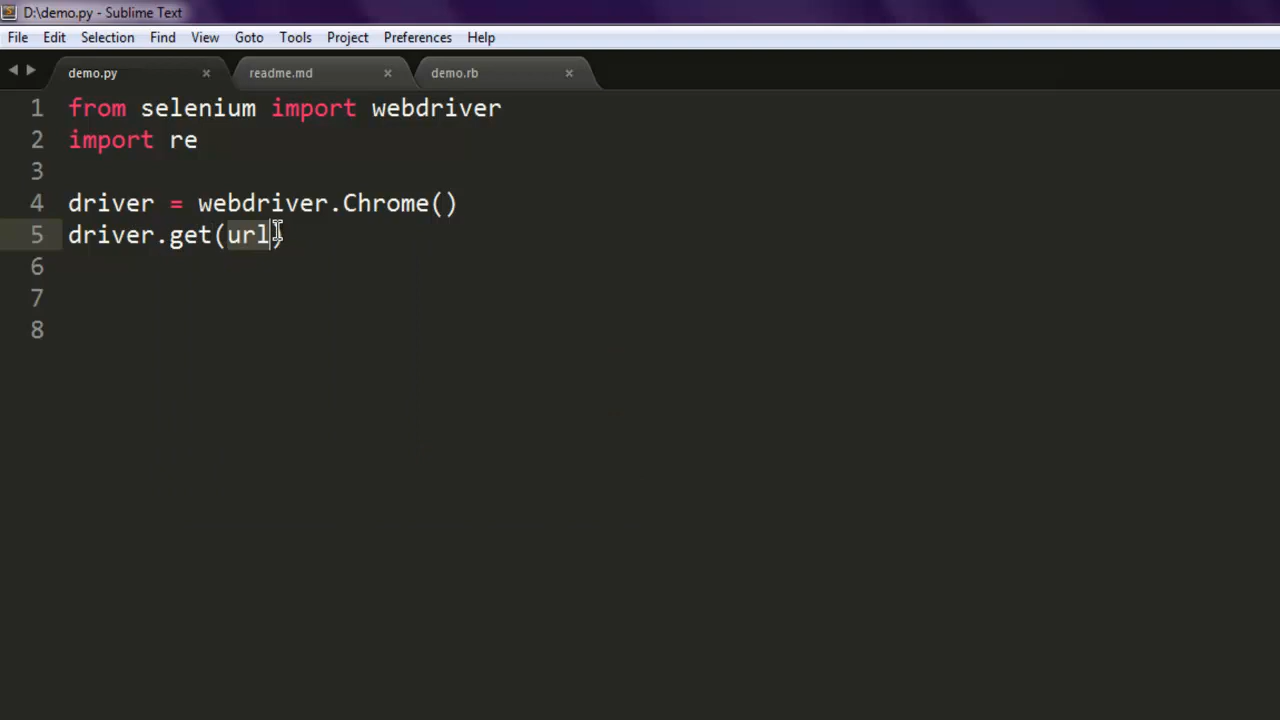 D:\demo.py - Sublime Text
File Edit Selection Find View Goto Tools Project Preferences Help
demo.py × readme.md × demo.rb ×
1 from selenium import webdriver
2 import re
3
4 driver = webdriver.Chrome()
5 driver.get(url)
6
7
8